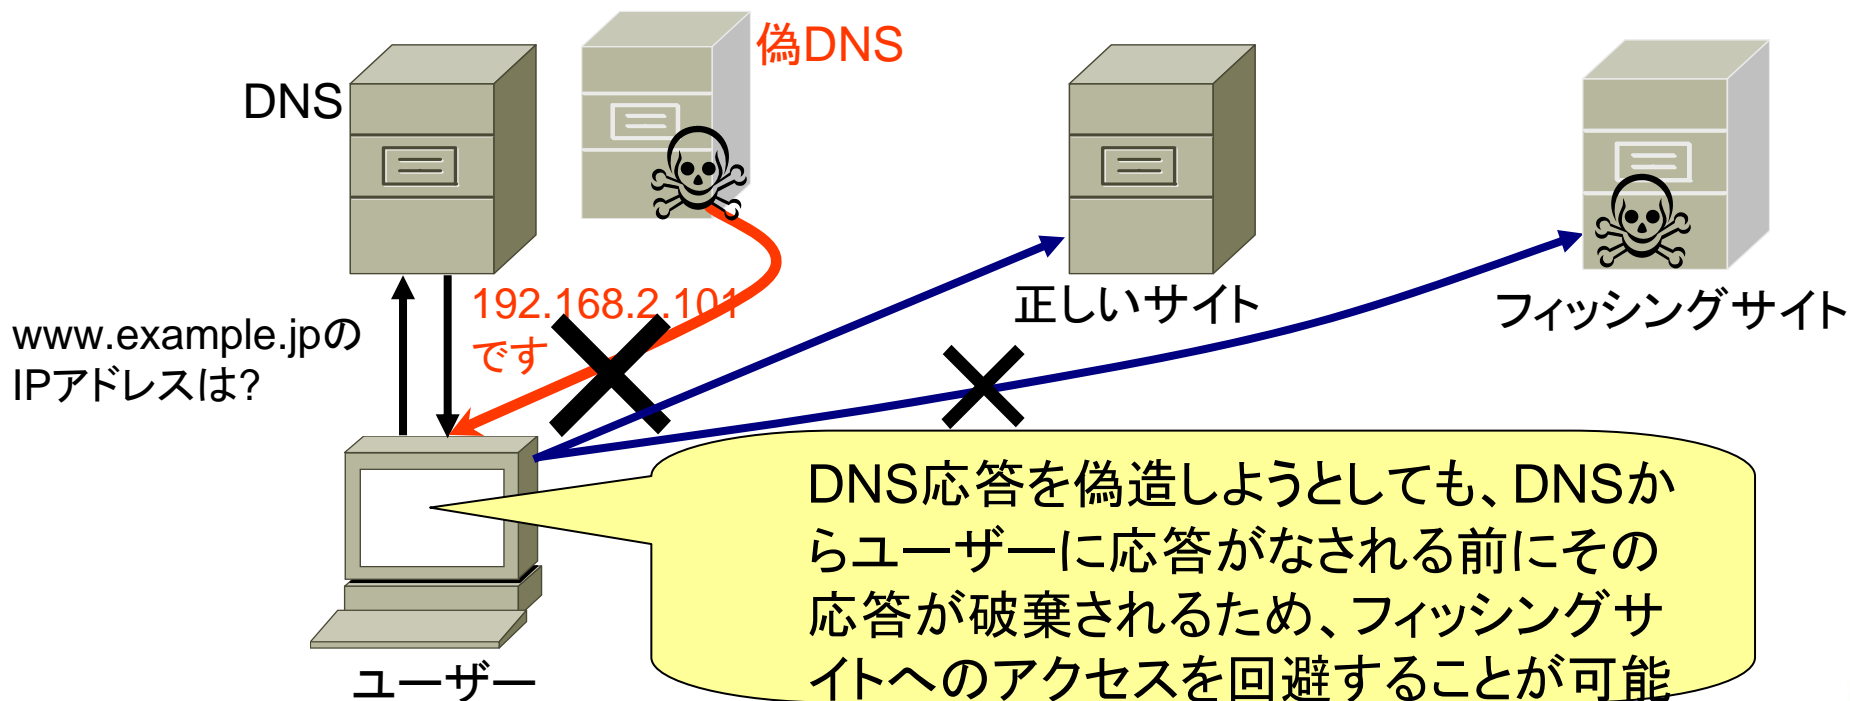 偽DNS
DNS
192.168.2.101
です
www.example.jpの
IPアドレスは?
正しいサイト
フィッシングサイト
ユーザー
DNS応答を偽造しようとしても、DNSか
らユーザーに応答がなされる前にその
応答が破棄されるため、フィッシングサ
イトへのアクセスを回避することが可能